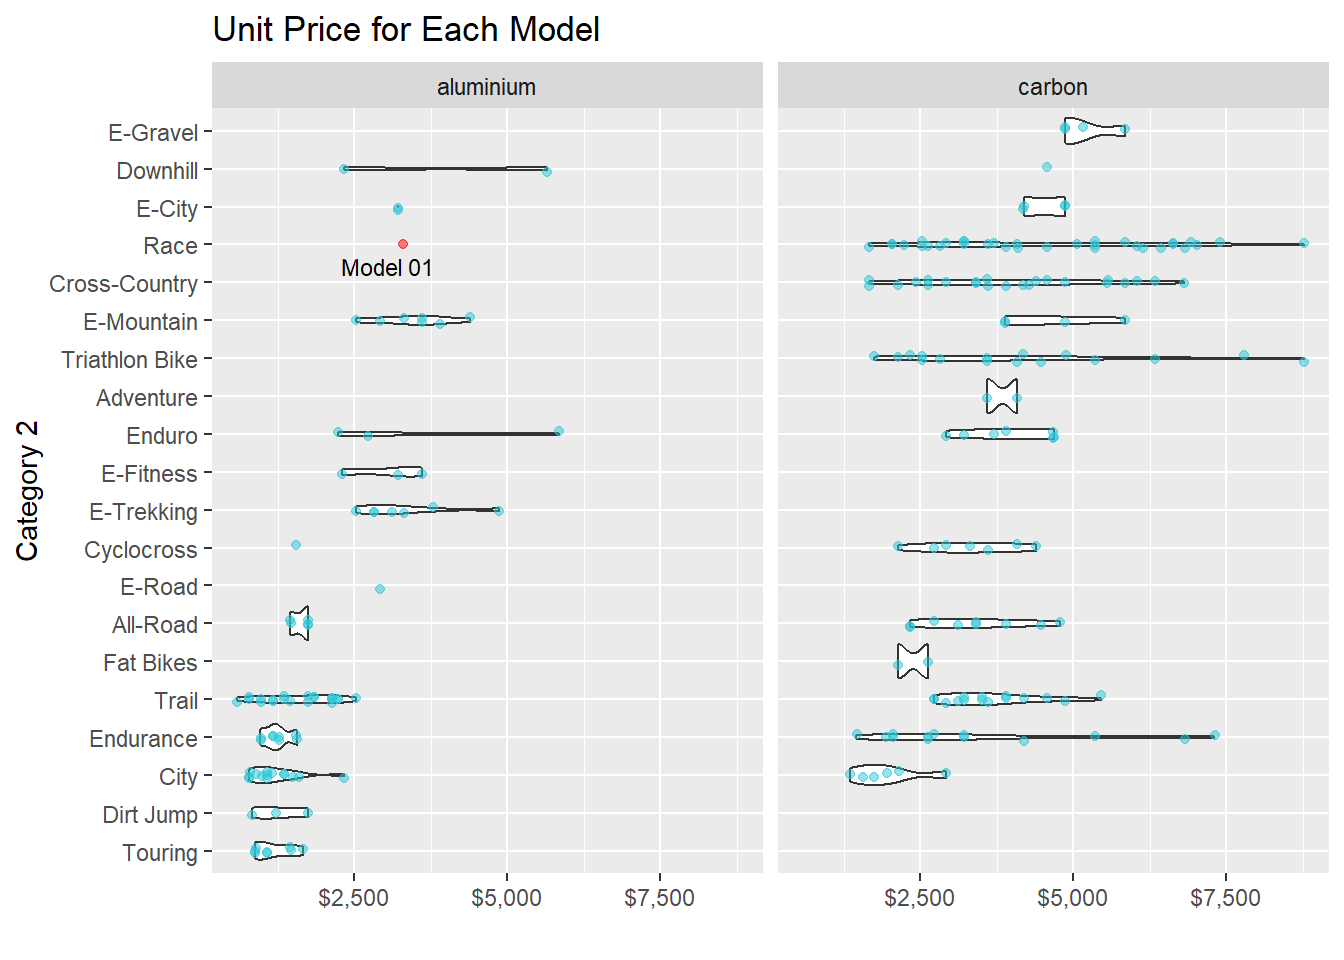 Unit Price for Each Model
aluminium
carbon
E-Gravel
Downhill
E-City
Race
Model 01
Cross-Country
E-Mountain
Triathlon Bike
Adventure
Enduro
E-Fitness
E-Trekking
Cyclocross
E-Road
All-Road
Fat Bikes
Trail
Endurance
City
Dirt Jump
Touring
Category 2
$2,500 $5,000 $7,500
$2,500 $5,000 $7,500